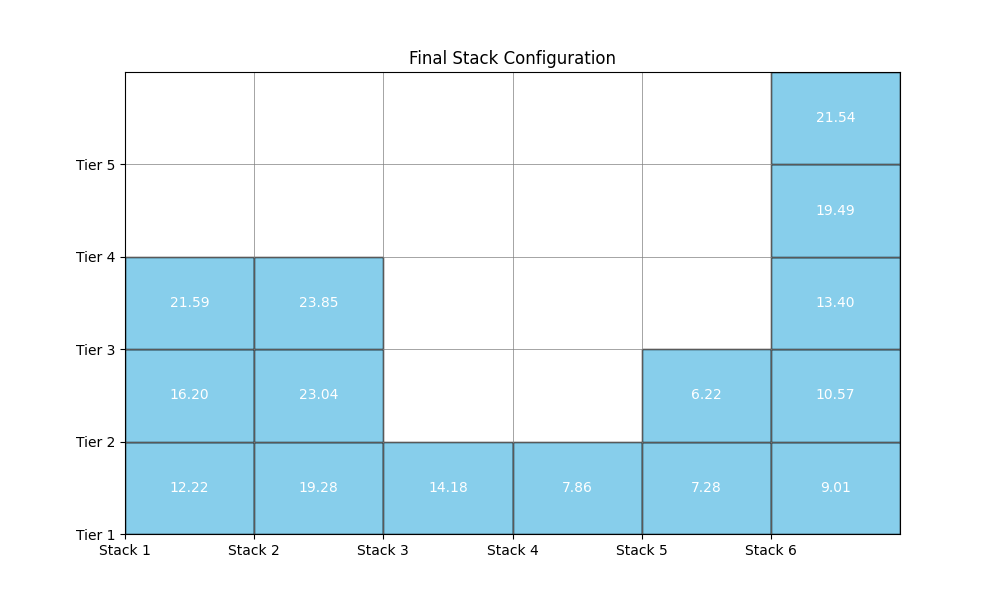 Final Stack Configuration
21.54
Tier 5
19.49
Tier 4
21.59 23.85 13.40
Tier 3
16.20 23.04 6.22 10.57
Tier 2
12.22 19.28 14.18 7.86 7.28 9.01
Tier 1
Stack 1 Stack 2 Stack 3 Stack 4 Stack 5 Stack 6